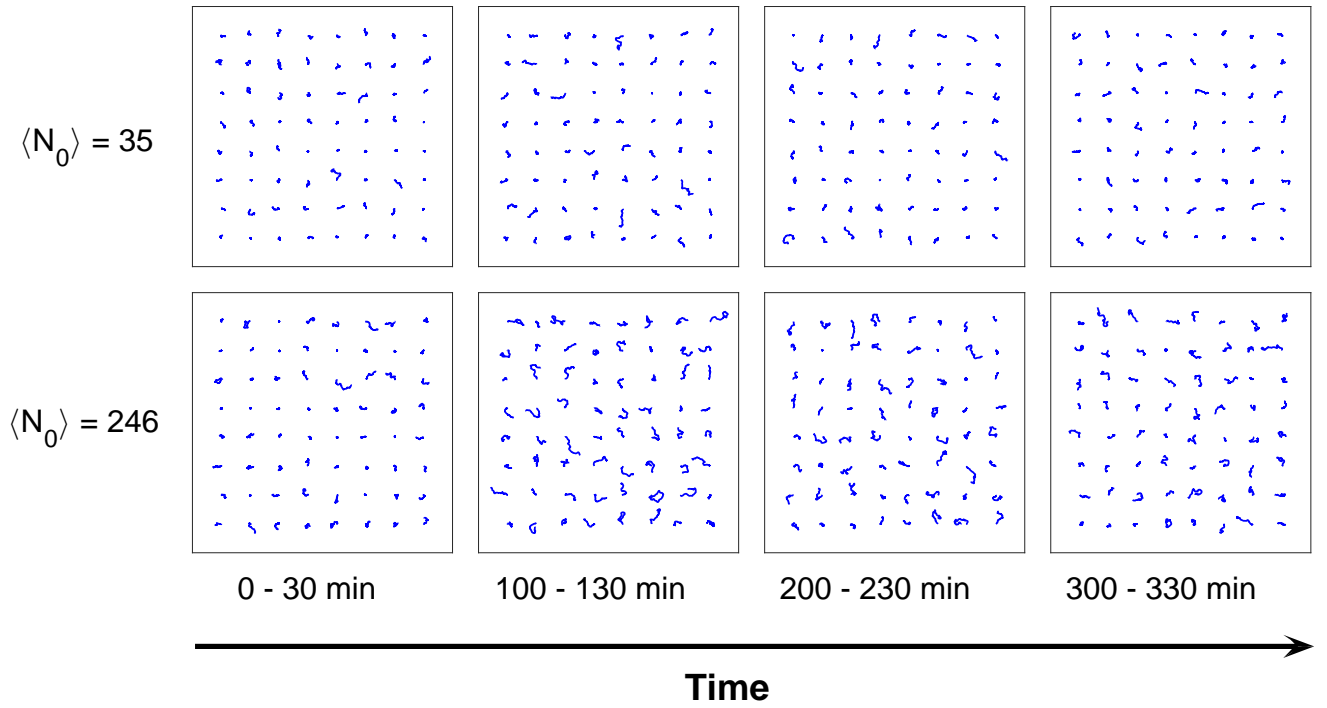 ⟨N0⟩ = 35
⟨N0⟩ = 246
0 - 30 min
100 - 130 min
200 - 230 min
300 - 330 min
Time